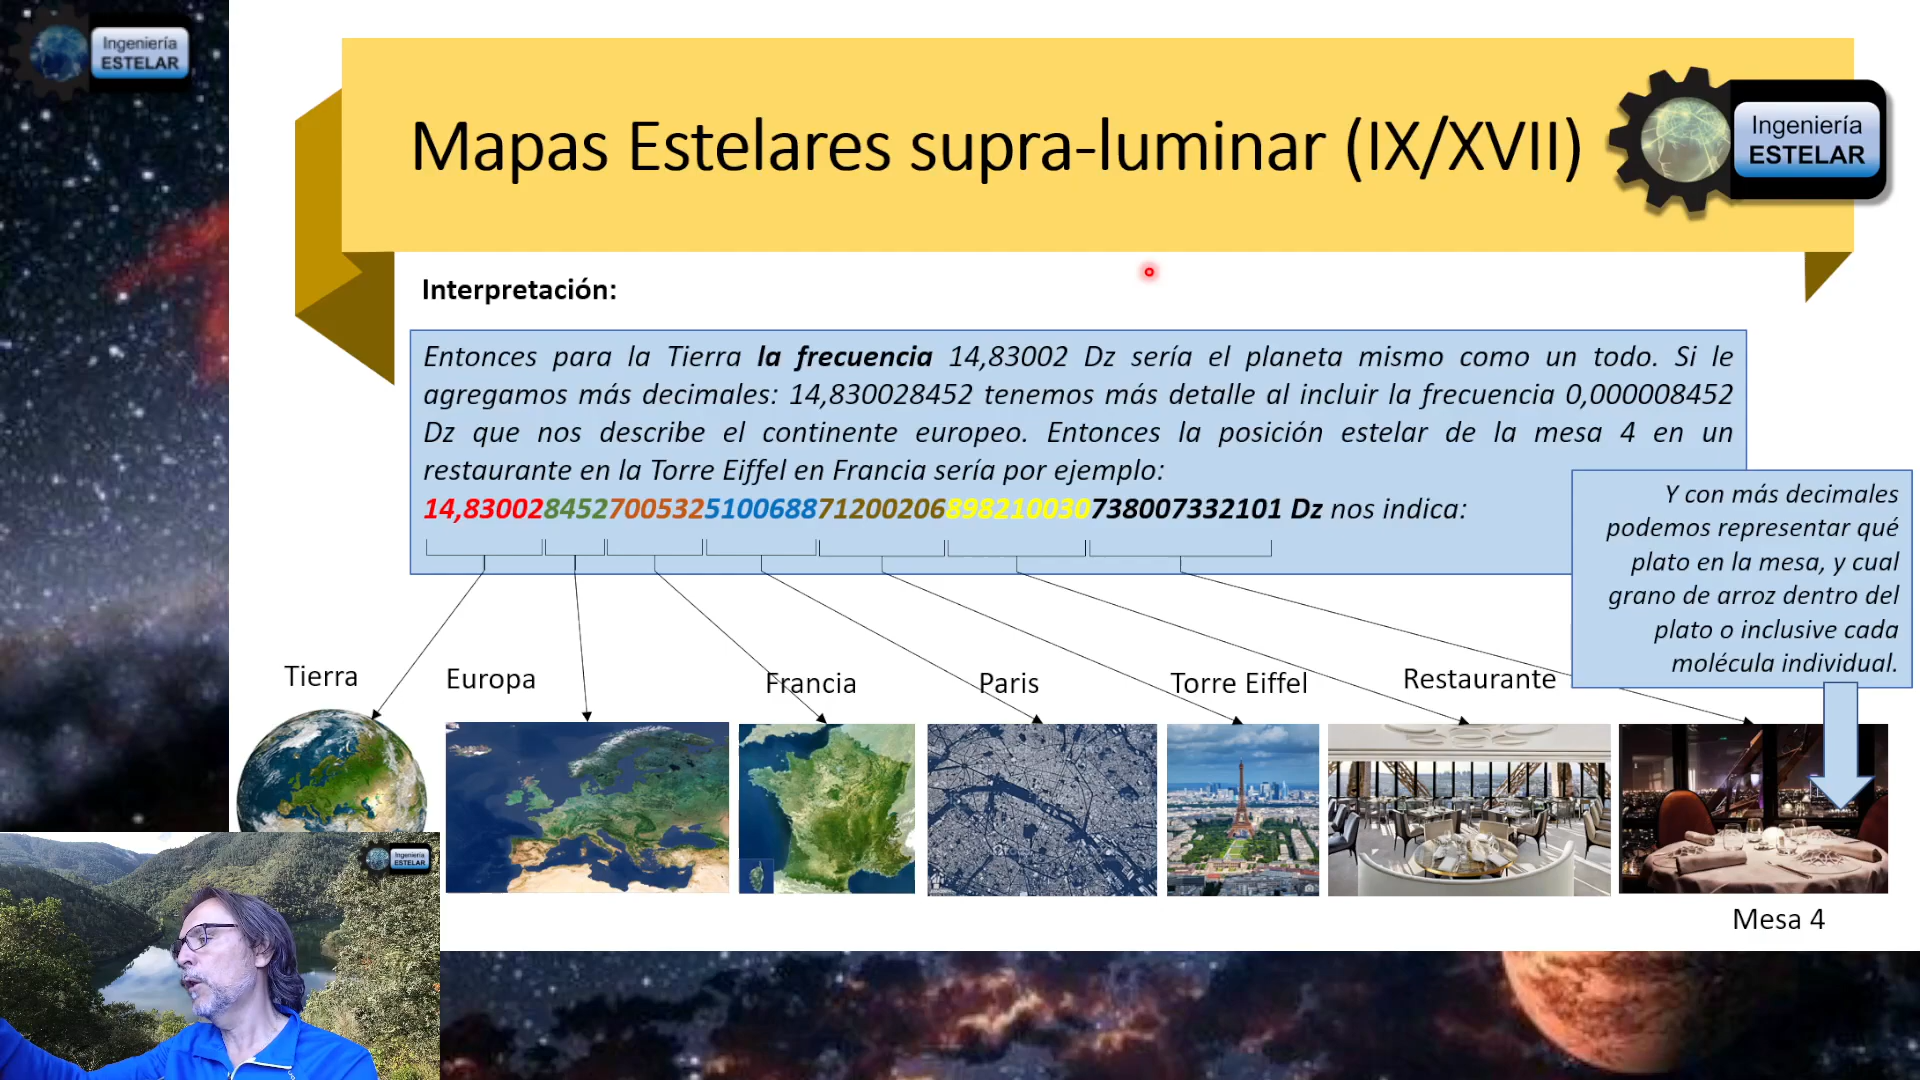 Ingeniería
ESTELAR
Mapas Estelares supra-luminar (IX/XVII)
Ingeniería
ESTELAR
Interpretación:
Entonces para la Tierra la frecuencia 14,83002 Dz sería el planeta mismo como un todo. Si le
agregamos más decimales: 14,830028452 tenemos más detalle al incluir la frecuencia 0,000008452
Dz que nos describe el continente europeo. Entonces la posición estelar de la mesa 4 en un
restaurante en la Torre Eiffel en Francia sería por ejemplo:
14,830028452700532510068871200206898210030738007332101 Dz nos indica:
Y con más decimales
podemos representar qué
plato en la mesa, y cual
grano de arroz dentro del
plato o inclusive cada
molécula individual.
Tierra
Europa
Francia
Paris
Torre Eiffel
Restaurante
Mesa 4
Ingeniería
ESTELAR